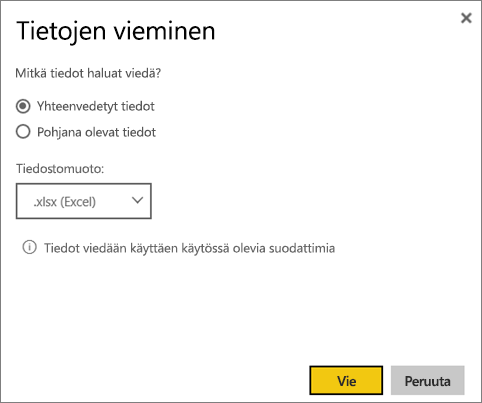 Tietojen vieminen
Mitkä tiedot haluat viedä?
Yhteenvedetyt tiedot
Pohjana olevat tiedot
Tiedostomuoto:
.xlsx (Excel)
Tiedot viedään käyttäen käytössä olevia suodattimia
Vie
Peruuta